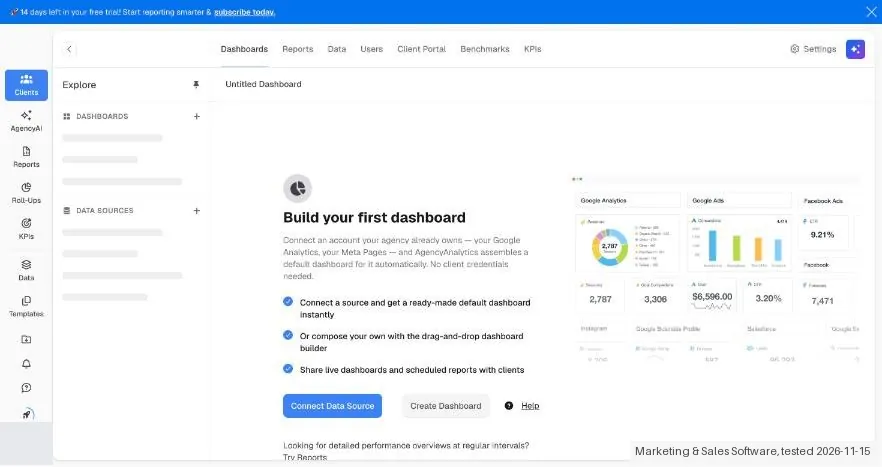 🚀 14 days left in your free trial! Start reporting smarter & subscribe today.
Dashboards Reports Data Users Client Portal Benchmarks KPIs Settings
Clients
AgencyAI
Reports
Roll-Ups
KPIs
Data
Templates
Explore
DASHBOARDS
DATA SOURCES
Untitled Dashboard
Build your first dashboard
Connect an account your agency already owns — your Google
Analytics, your Meta Pages — and AgencyAnalytics assembles a
default dashboard for it automatically. No client credentials
needed.
Connect a source and get a ready-made default dashboard
instantly
Or compose your own with the drag-and-drop dashboard
builder
Share live dashboards and scheduled reports with clients
Connect Data Source Create Dashboard Help
Looking for detailed performance overviews at regular intervals?
Try Reports
Google Analytics Google Ads Facebook Ads
Sessions Conversions 4,419 CTR
2,787
9.21%
Facebook
2,787 3,306 $6,596.00 3.20% 7,471
Instagram Google Business Profile Salesforce
Marketing & Sales Software, tested 2026-11-15